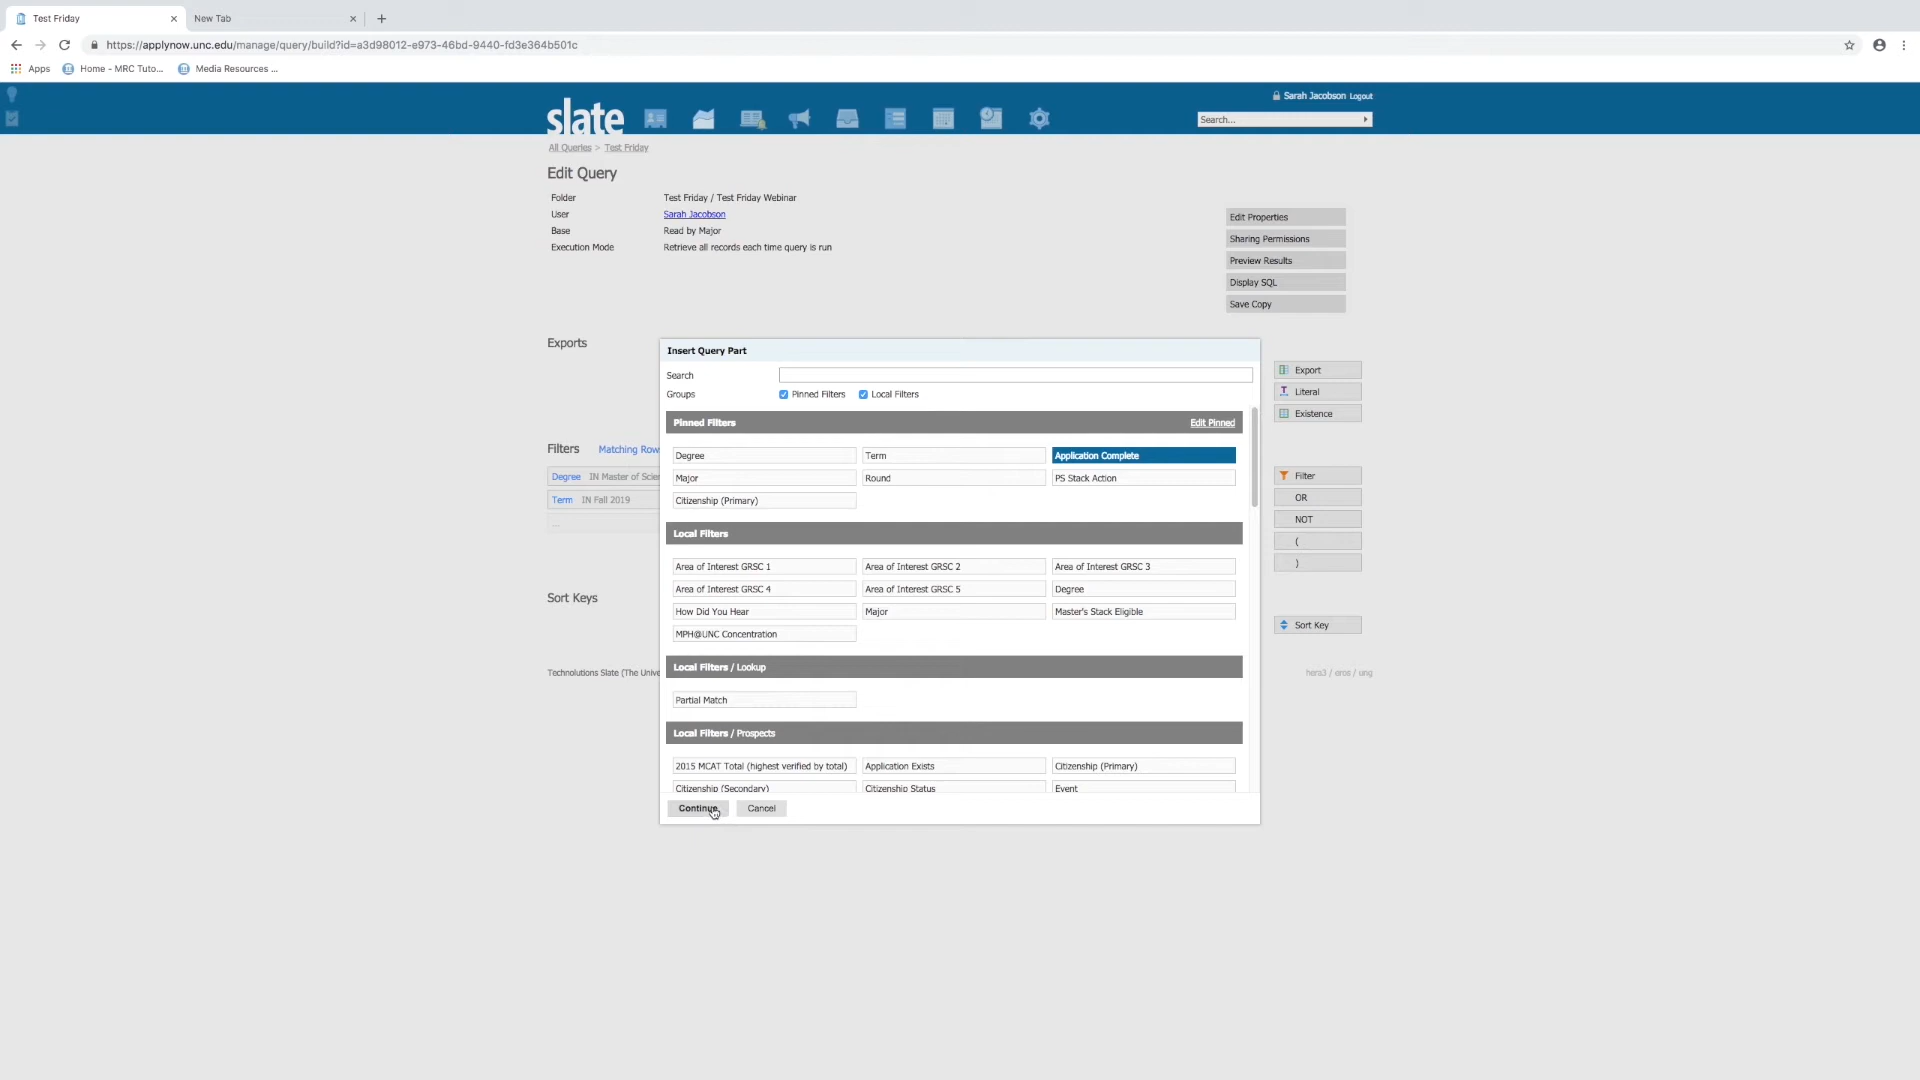 Test Friday
New Tab
https://applynow.unc.edu/manage/query/build?id=a3d98012-e973-46bd-9440-fd3e364b501c
Apps Home - MRC Tuto... Media Resources ...
Sarah Jacobson Logout
slate
Search...
All Queries > Test Friday
Edit Query
Folder Test Friday / Test Friday Webinar
User Sarah Jacobson
Base Read by Major
Execution Mode Retrieve all records each time query is run
Edit Properties
Sharing Permissions
Preview Results
Display SQL
Save Copy
Exports
Export
Literal
Existence
Filters Matching Row
Degree IN Master of Scie
Term IN Fall 2019
...
Filter
OR
NOT
(
)
Sort Keys
Sort Key
Technolutions Slate (The Unive
hera3 / eros / ung
Insert Query Part
Search
Groups Pinned Filters Local Filters
Pinned Filters Edit Pinned
Degree Term Application Complete
Major Round PS Stack Action
Citizenship (Primary)
Local Filters
Area of Interest GRSC 1 Area of Interest GRSC 2 Area of Interest GRSC 3
Area of Interest GRSC 4 Area of Interest GRSC 5 Degree
How Did You Hear Major Master's Stack Eligible
MPH@UNC Concentration
Local Filters / Lookup
Partial Match
Local Filters / Prospects
2015 MCAT Total (highest verified by total) Application Exists Citizenship (Primary)
Citizenship (Secondary) Citizenship Status Event
Continue Cancel